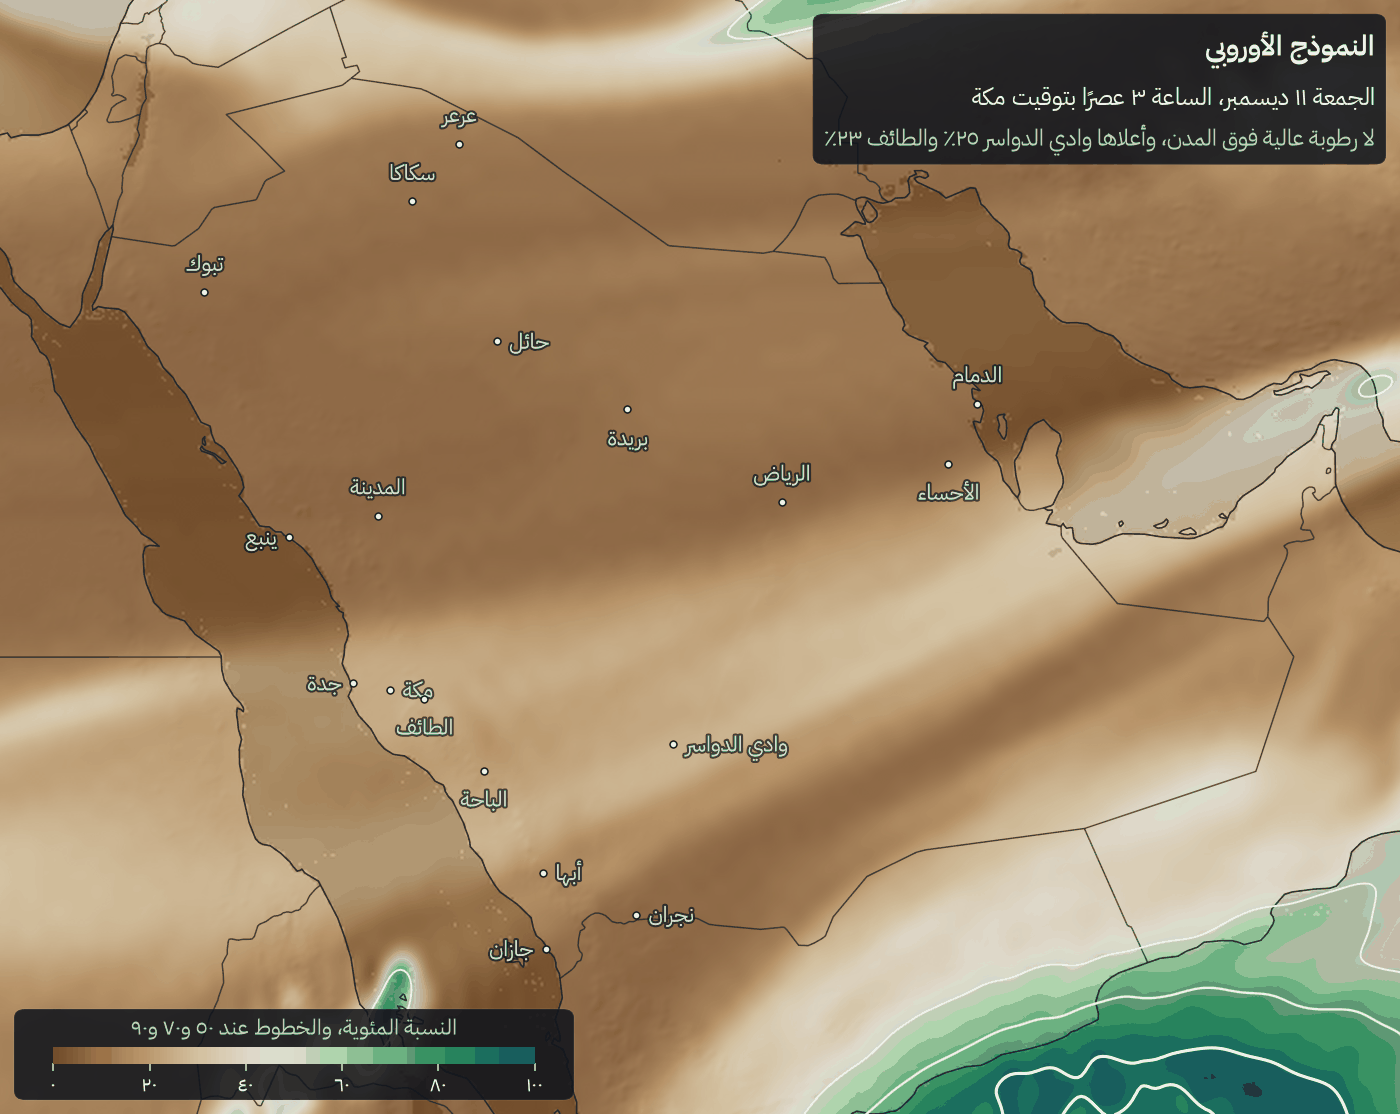 النموذج الأوروبي
الجمعة ١١ ديسمبر، الساعة ٣ عصرًا بتوقيت مكة
لا رطوبة عالية فوق المدن، وأعلاها وادي الدواسر ٢٥٪ والطائف ٢٣٪
عرعر
سكاكا
تبوك
حائل
الدمام
بريدة
الرياض
المدينة
الأحساء
ينبع
جدة
مكة
الطائف
وادي الدواسر
الباحة
أبها
نجران
جازان
النسبة المئوية، والخطوط عند ٥٠ و٧٠ و٩٠
٠ ٢٠ ٤٠ ٦٠ ٨٠ ١٠٠